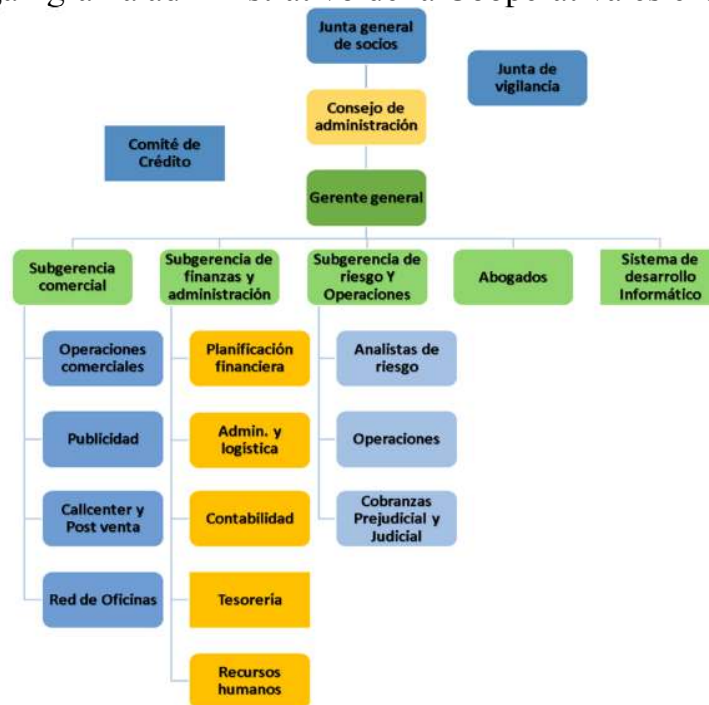 Junta general
de socios
Junta de
vigilancia
Consejo de
administración
Comité de
Crédito
Gerente general
Subgerencia
comercial
Subgerencia de
finanzas y
administración
Subgerencia de
riesgo Y
Operaciones
Abogados
Sistema de
desarrollo
Informático
Operaciones
comerciales
Publicidad
Callcenter y
Post venta
Red de Oficinas
Planificación
financiera
Admin. y
logística
Contabilidad
Tesorería
Recursos
humanos
Analistas de
riesgo
Operaciones
Cobranzas
Prejudicial y
Judicial